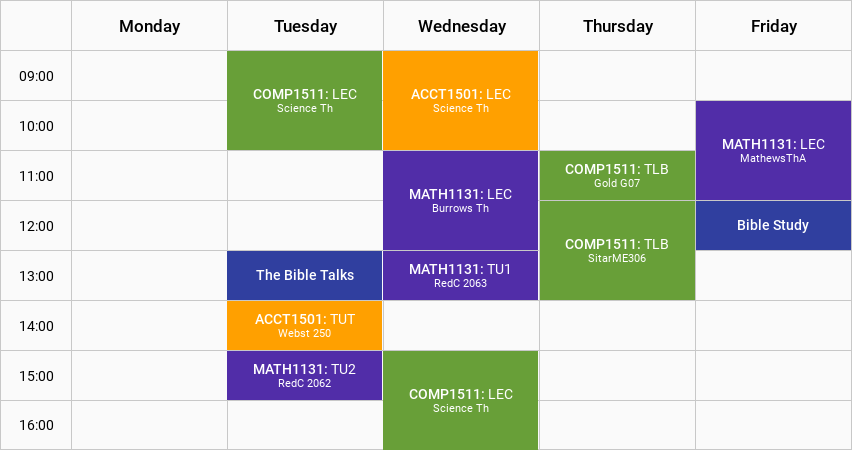 Monday Tuesday Wednesday Thursday Friday
09:00
COMP1511: LEC
Science Th
ACCT1501: LEC
Science Th
10:00
MATH1131: LEC
MathewsThA
11:00
MATH1131: LEC
Burrows Th
COMP1511: TLB
Gold G07
12:00
COMP1511: TLB
SitarME306
Bible Study
13:00
The Bible Talks
MATH1131: TU1
RedC 2063
14:00
ACCT1501: TUT
Webst 250
15:00
MATH1131: TU2
RedC 2062
COMP1511: LEC
Science Th
16:00